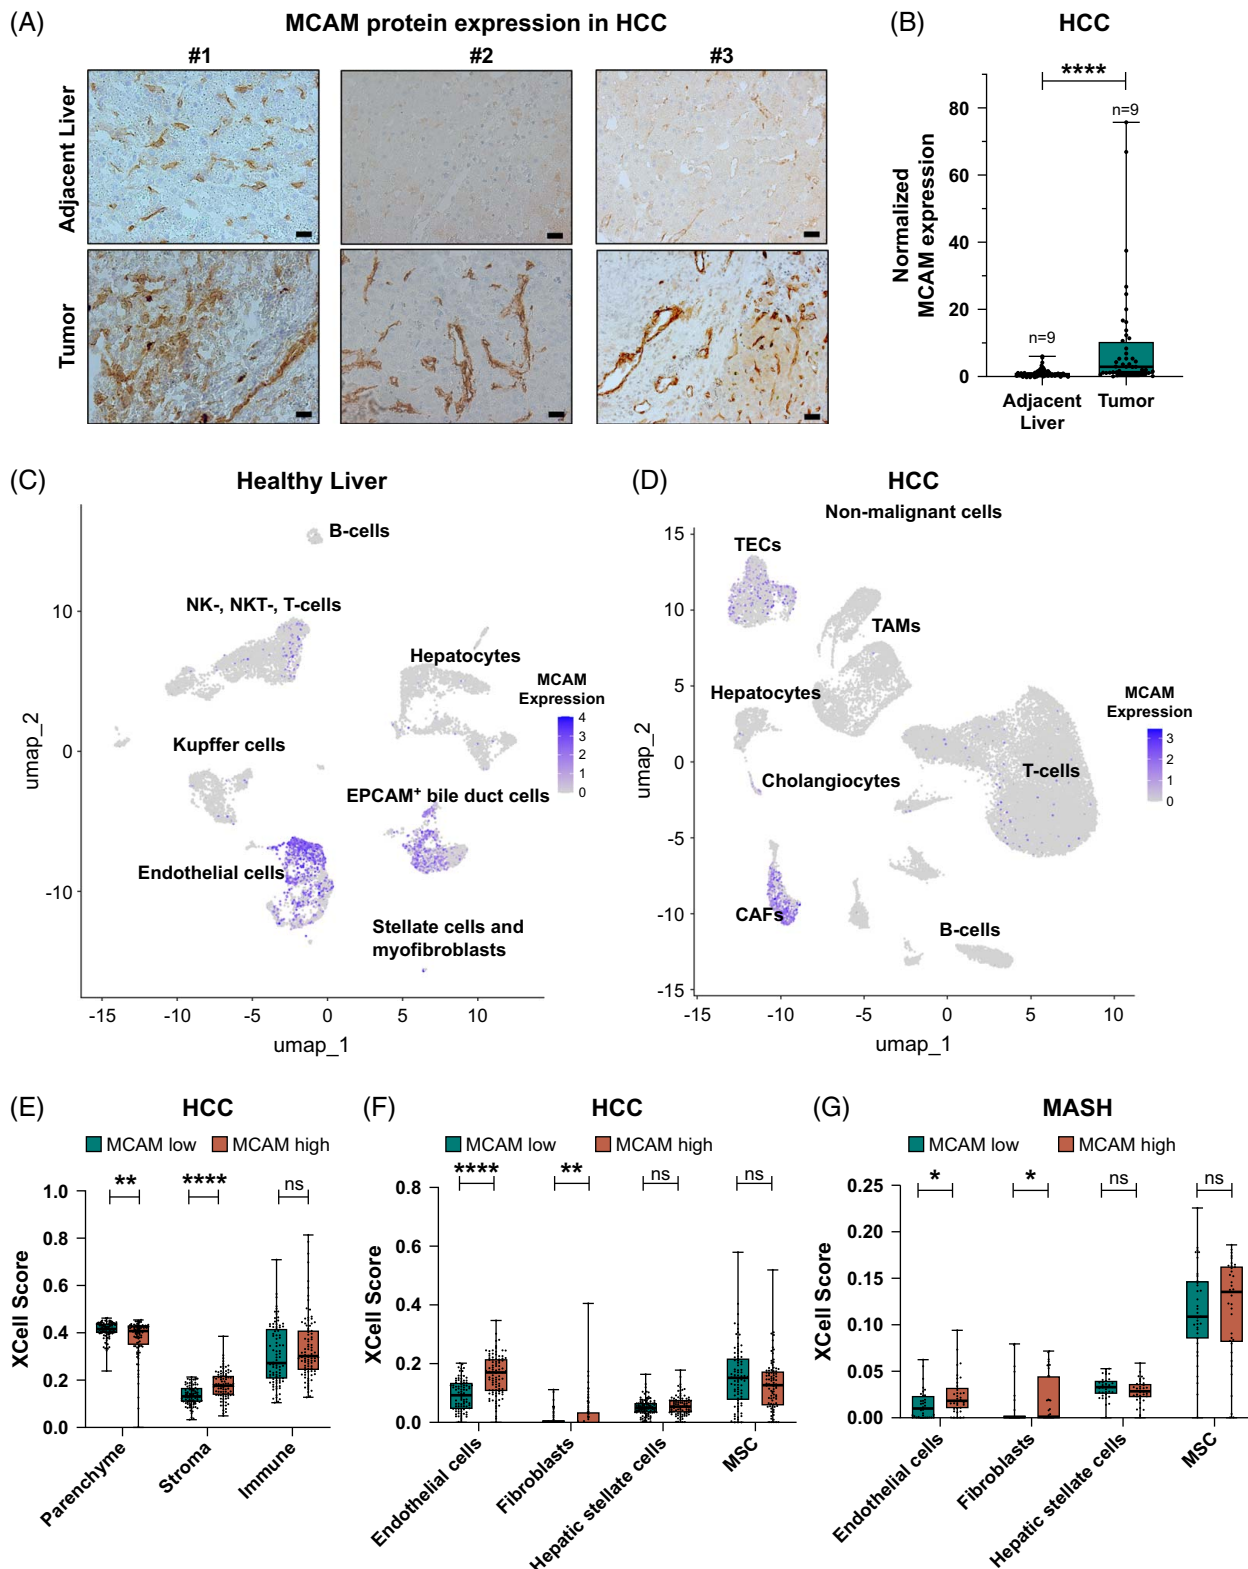 (A)
MCAM protein expression in HCC
#1
#2
#3
Adjacent Liver
Tumor
(B)
HCC
****
n=9
n=9
Normalized
MCAM expression
80
60
40
20
0
Adjacent
Liver
Tumor
(C)
Healthy Liver
B-cells
NK-, NKT-, T-cells
Hepatocytes
Kupffer cells
EPCAM⁺ bile duct cells
Endothelial cells
Stellate cells and
myofibroblasts
MCAM
Expression
4
3
2
1
0
umap_2
10
0
-10
-15
-10
-5
0
5
10
umap_1
(D)
HCC
Non-malignant cells
TECs
TAMs
Hepatocytes
Cholangiocytes
T-cells
CAFs
B-cells
MCAM
Expression
3
2
1
0
umap_2
15
10
5
0
-5
-10
-15
-15
-10
-5
0
5
10
umap_1
(E)
HCC
MCAM low
MCAM high
**
****
ns
XCell Score
1.0
0.8
0.6
0.4
0.2
0.0
Parenchyme
Stroma
Immune
(F)
HCC
MCAM low
MCAM high
****
**
ns
ns
XCell Score
0.8
0.6
0.4
0.2
0.0
Endothelial cells
Fibroblasts
Hepatic stellate cells
MSC
(G)
MASH
MCAM low
MCAM high
*
*
ns
ns
XCell Score
0.25
0.20
0.15
0.10
0.05
0.00
Endothelial cells
Fibroblasts
Hepatic stellate cells
MSC